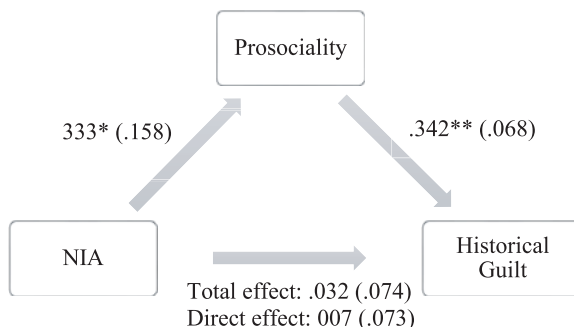 Prosociality
333* (.158)
.342** (.068)
NIA
Historical
Guilt
Total effect: .032 (.074)
Direct effect: 007 (.073)